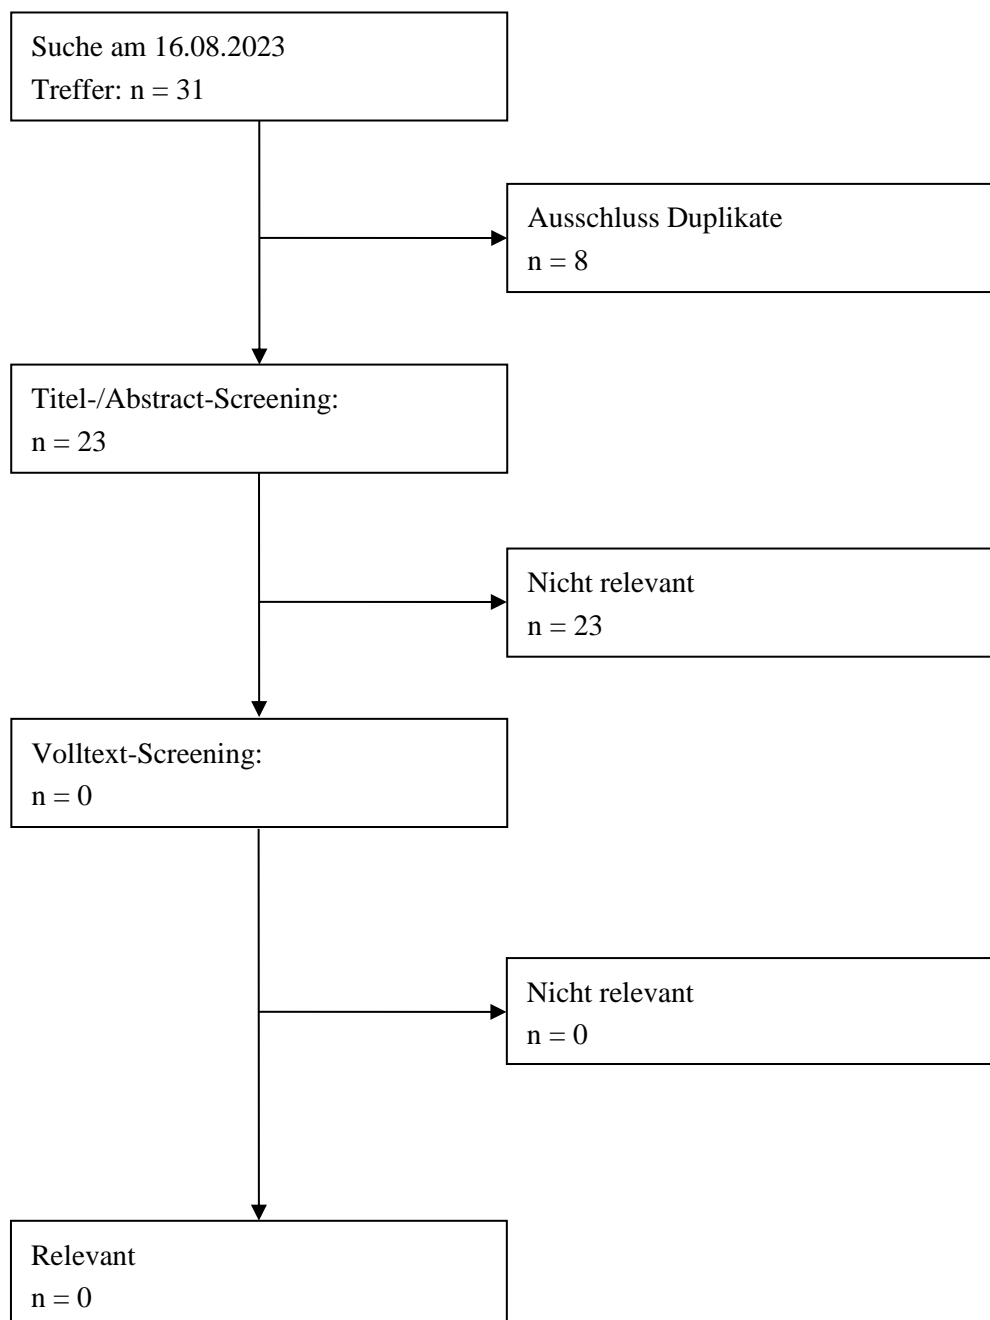 Suche am 16.08.2023
Treffer: n = 31
Ausschluss Duplikate
n = 8
Titel-/Abstract-Screening:
n = 23
Nicht relevant
n = 23
Volltext-Screening:
n = 0
Nicht relevant
n = 0
Relevant
n = 0